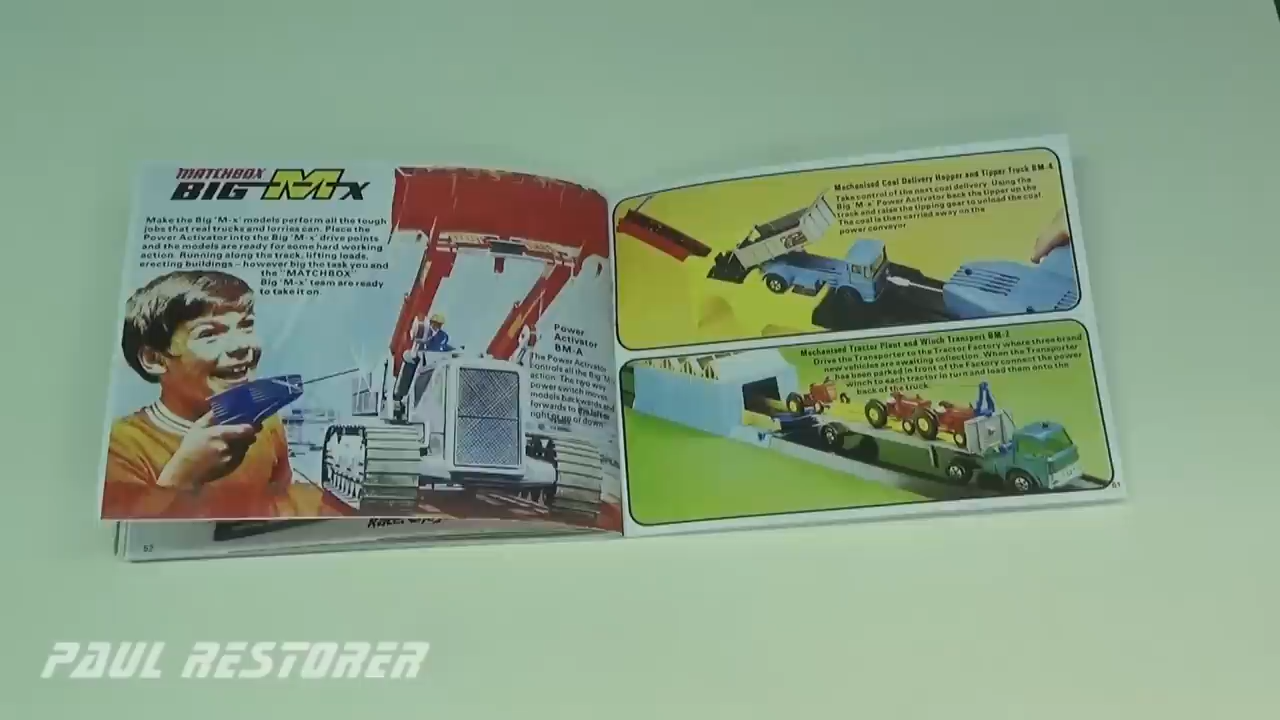 MATCHBOX
BIG Mx
Make the Big 'M-x' models perform all the tough
jobs that real trucks and lorries can. Place the
Power Activator into the Big 'M-x' drive points
and the models are ready for some hard working
action. Running along the track, lifting loads,
erecting buildings – however big the task you and
the "MATCHBOX"
Big 'M-x' team are ready
to take it on.
Power
Activator
BM-A
The Power Activator
controls all the Big 'M-x'
action. The two way
power switch moves
models backwards and
forwards to the left or
right or up or down
52
Mechanised Coal Delivery Hopper and Tipper Truck BM-4
Take control of the next coal delivery. Using the
Big 'M-x' Power Activator back the tipper up the
track and raise the tipping gear to unload the coal.
The coal is then carried away on the
power conveyor
Mechanised Tractor Plant and Winch Transport BM-2
Drive the Transporter to the Tractor Factory where three brand
new vehicles are awaiting collection. When the Transporter
has been parked in front of the Factory connect the power
winch to each tractor in turn and load them onto the
back of the truck.
PAUL RESTORER